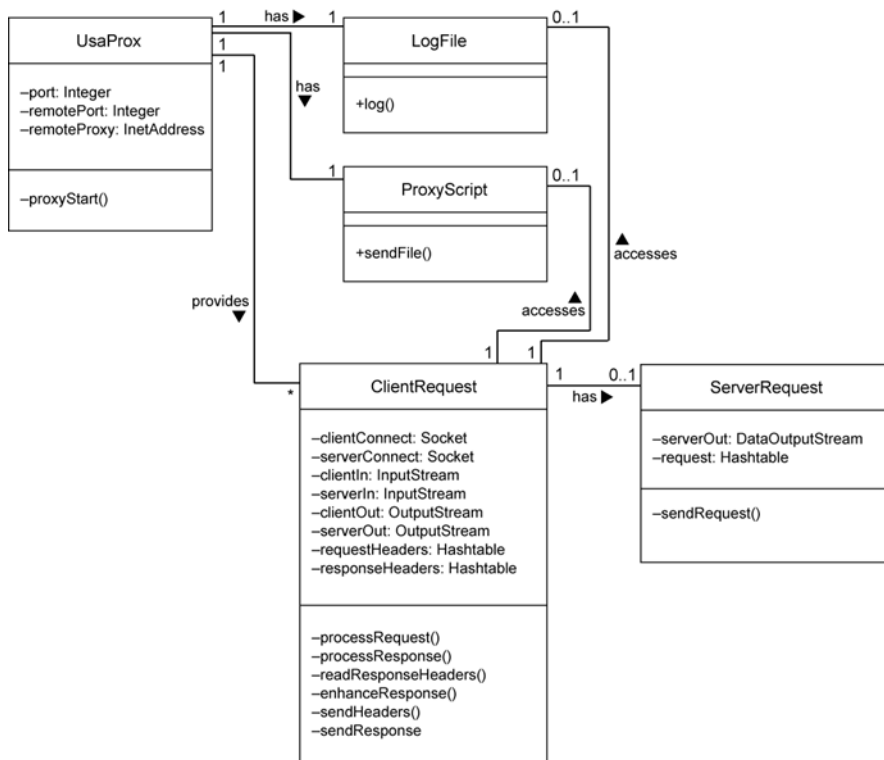 UsaProx
–port: Integer
–remotePort: Integer
–remoteProxy: InetAddress
–proxyStart()
1
1
1
has ▶
1
LogFile
+log()
0..1
has
▼
1
ProxyScript
+sendFile()
0..1
▲
accesses
▲
accesses
provides
▼
*
1
1
ClientRequest
–clientConnect: Socket
–serverConnect: Socket
–clientIn: InputStream
–serverIn: InputStream
–clientOut: OutputStream
–serverOut: OutputStream
–requestHeaders: Hashtable
–responseHeaders: Hashtable
–processRequest()
–processResponse()
–readResponseHeaders()
–enhanceResponse()
–sendHeaders()
–sendResponse
1
has ▶
0..1
ServerRequest
–serverOut: DataOutputStream
–request: Hashtable
–sendRequest()